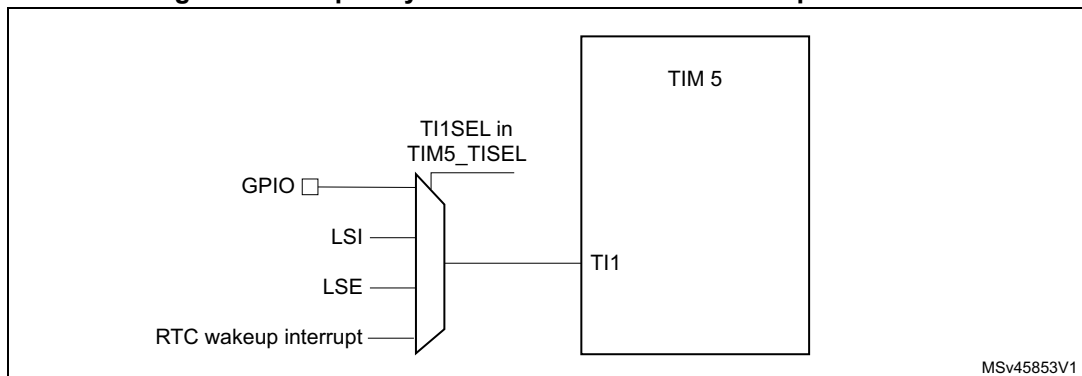 TIM 5
TI1SEL in
TIM5_TISEL
GPIO
LSI
TI1
LSE
RTC wakeup interrupt
MSv45853V1